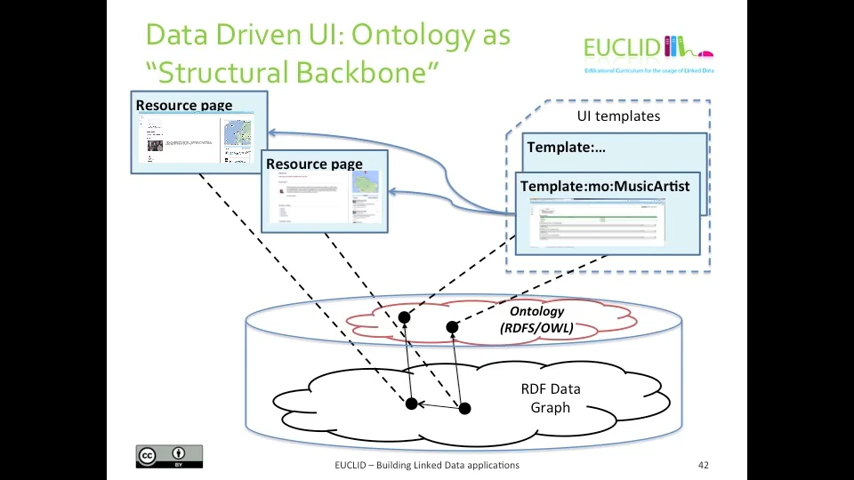 Data Driven UI: Ontology as
“Structural Backbone”
EUCLID
EdUcational Curriculum for the usage of LInked Data
Resource page
Resource page
UI templates
Template:...
Template:mo:MusicArtist
Ontology
(RDFS/OWL)
RDF Data
Graph
cc
BY
EUCLID – Building Linked Data applications
42